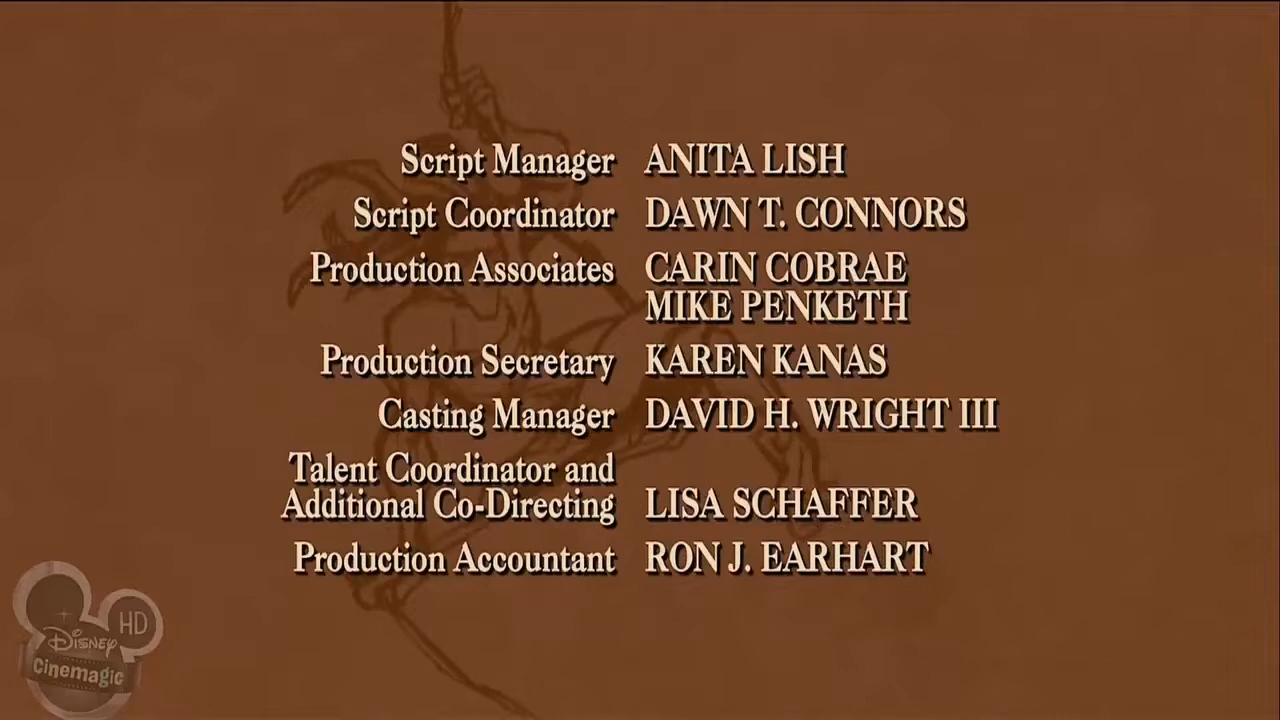 Script Manager ANITA LISH
Script Coordinator DAWN T. CONNORS
Production Associates CARIN COBRAE
MIKE PENKETH
Production Secretary KAREN KANAS
Casting Manager DAVID H. WRIGHT III
Talent Coordinator and
Additional Co-Directing LISA SCHAFFER
Production Accountant RON J. EARHART
HD
DISNEY
Cinemagic